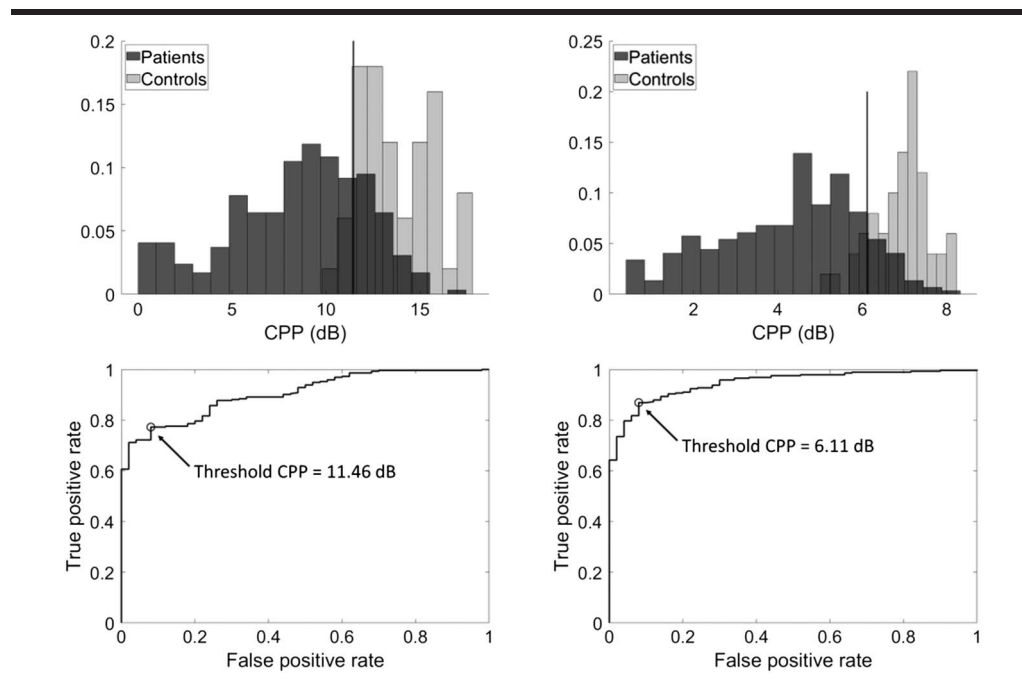 0.2
Patients
Controls
0.15
0.1
0.05
0
0 5 10 15
CPP (dB)
0.25
Patients
Controls
0.2
0.15
0.1
0.05
0
2 4 6 8
CPP (dB)
1
0.8
0.6
0.4
0.2
0
True positive rate
Threshold CPP = 11.46 dB
0 0.2 0.4 0.6 0.8 1
False positive rate
1
0.8
0.6
0.4
0.2
0
True positive rate
Threshold CPP = 6.11 dB
0 0.2 0.4 0.6 0.8 1
False positive rate